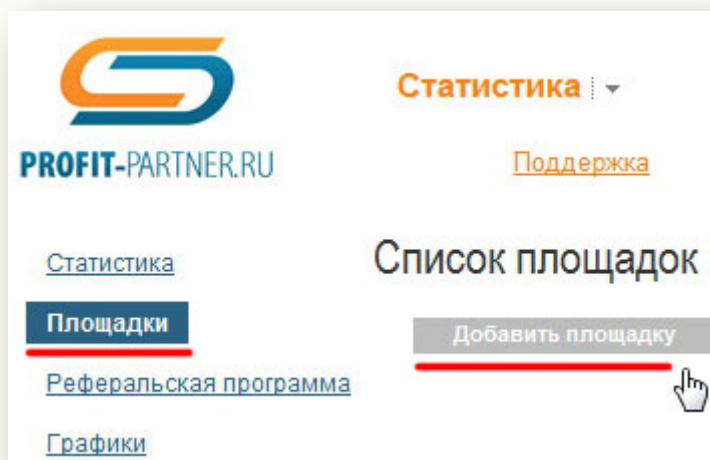 Статистика
PROFIT-PARTNER.RU
Поддержка
Статистика
Список площадок
Площадки
Добавить площадку
Реферальская программа
Графики